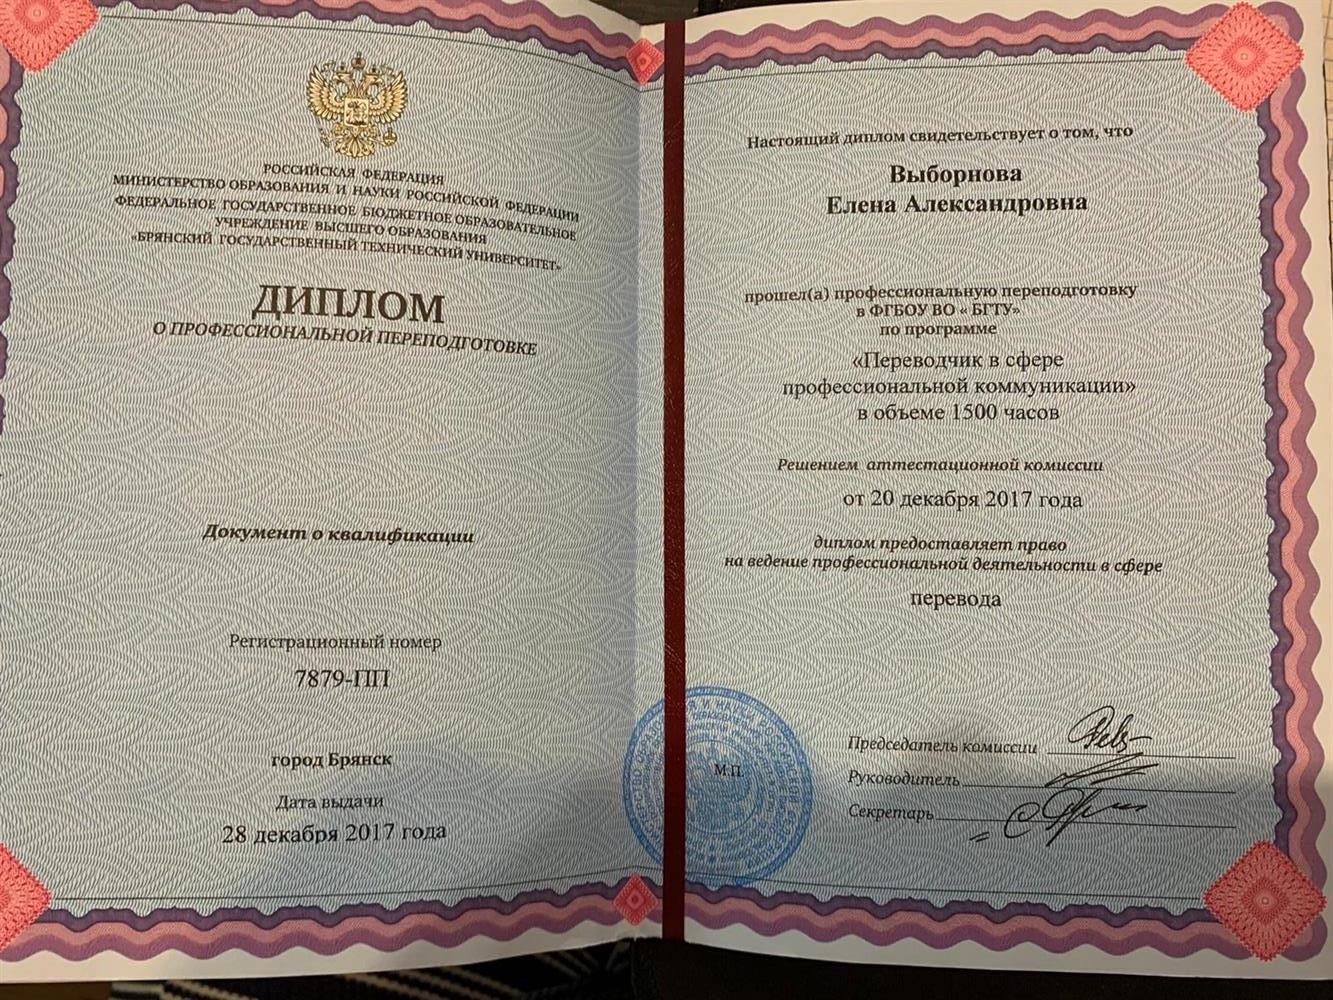 РОССИЙСКАЯ ФЕДЕРАЦИЯ
МИНИСТЕРСТВО ОБРАЗОВАНИЯ И НАУКИ РОССИЙСКОЙ ФЕДЕРАЦИИ
ФЕДЕРАЛЬНОЕ ГОСУДАРСТВЕННОЕ БЮДЖЕТНОЕ ОБРАЗОВАТЕЛЬНОЕ
УЧРЕЖДЕНИЕ ВЫСШЕГО ОБРАЗОВАНИЯ
«БРЯНСКИЙ ГОСУДАРСТВЕННЫЙ ТЕХНИЧЕСКИЙ УНИВЕРСИТЕТ»
ДИПЛОМ
О ПРОФЕССИОНАЛЬНОЙ ПЕРЕПОДГОТОВКЕ
Документ о квалификации
Регистрационный номер
7879-ПП
город Брянск
Дата выдачи
28 декабря 2017 года
Настоящий диплом свидетельствует о том, что
Выборнова
Елена Александровна
прошел(а) профессиональную переподготовку
в ФГБОУ ВО « БГТУ»
по программе
«Переводчик в сфере
профессиональной коммуникации»
в объеме 1500 часов
Решением аттестационной комиссии
от 20 декабря 2017 года
диплом предоставляет право
на ведение профессиональной деятельности в сфере
перевода
М.П.
Председатель комиссии
Руководитель
Секретарь